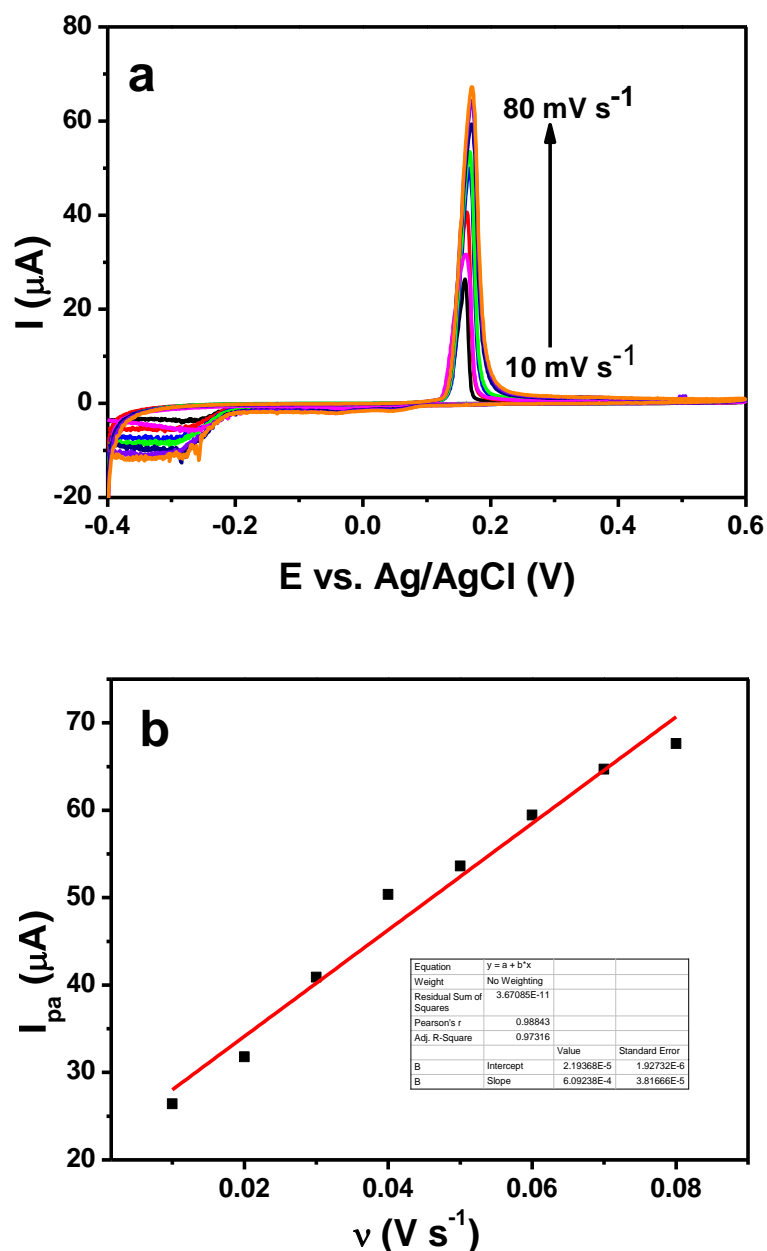 a
80
60
40
20
0
-20
I (μA)
80 mV s-1
10 mV s-1
-0.4 -0.2 0.0 0.2 0.4 0.6
E vs. Ag/AgCl (V)
b
70
60
50
40
30
20
Ipa (μA)
Equation y = a + b*x
Weight No Weighting
Residual Sum of Squares 3.67085E-11
Pearson's r 0.98843
Adj. R-Square 0.97316
Value Standard Error
B Intercept 2.19368E-5 1.92732E-6
B Slope 6.09238E-4 3.81666E-5
0.02 0.04 0.06 0.08
ν (V s-1)